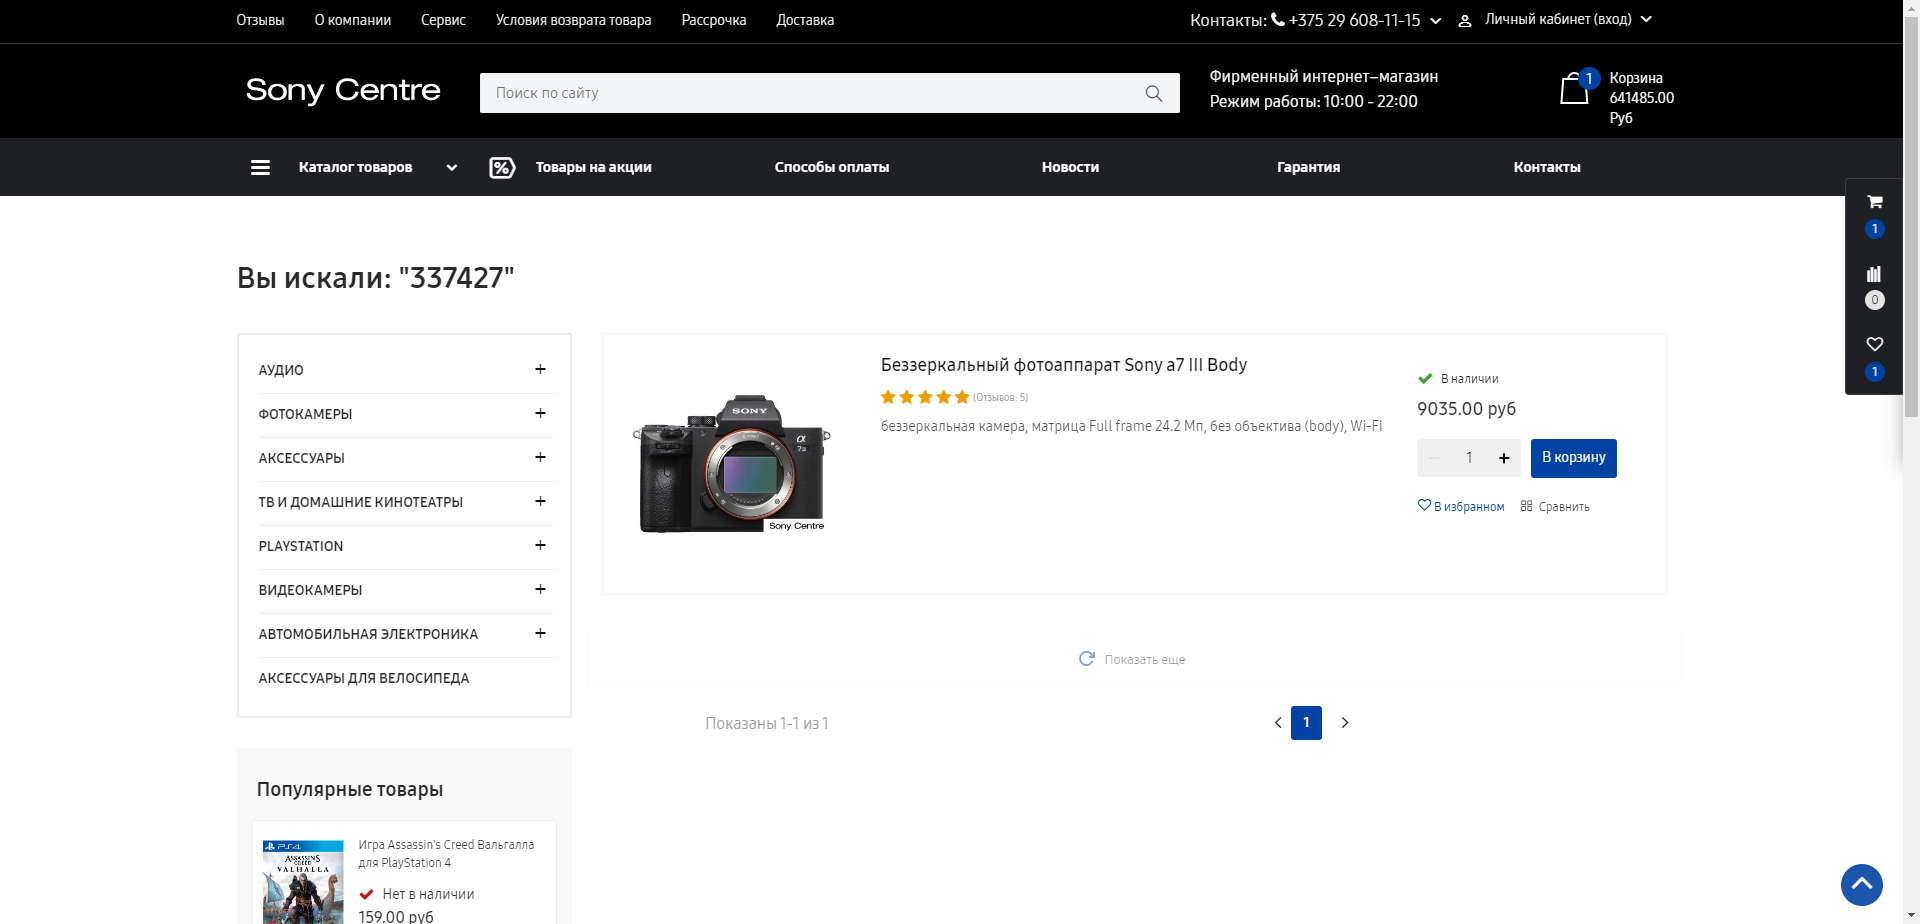 Отзывы
О компании
Сервис
Условия возврата товара
Рассрочка
Доставка
Контакты: +375 29 608-11-15
Личный кабинет (вход)
Sony Centre
Поиск по сайту
Фирменный интернет–магазин
Режим работы: 10:00 - 22:00
1
Корзина
641485.00
Руб
Каталог товаров
Товары на акции
Способы оплаты
Новости
Гарантия
Контакты
1
0
1
Вы искали: "337427"
АУДИО
ФОТОКАМЕРЫ
АКСЕССУАРЫ
ТВ И ДОМАШНИЕ КИНОТЕАТРЫ
PLAYSTATION
ВИДЕОКАМЕРЫ
АВТОМОБИЛЬНАЯ ЭЛЕКТРОНИКА
АКСЕССУАРЫ ДЛЯ ВЕЛОСИПЕДА
SONY
α
Sony Centre
Беззеркальный фотоаппарат Sony a7 III Body
(Отзывов: 5)
беззеркальная камера, матрица Full frame 24.2 Мп, без объектива (body), Wi-Fi
В наличии
9035.00 руб
1
В корзину
В избранном
Сравнить
Показать еще
Показаны 1-1 из 1
1
Популярные товары
PS4
ASSASSIN'S
CREED
VALHALLA
Игра Assassin's Creed Вальгалла
для PlayStation 4
Нет в наличии
159.00 руб